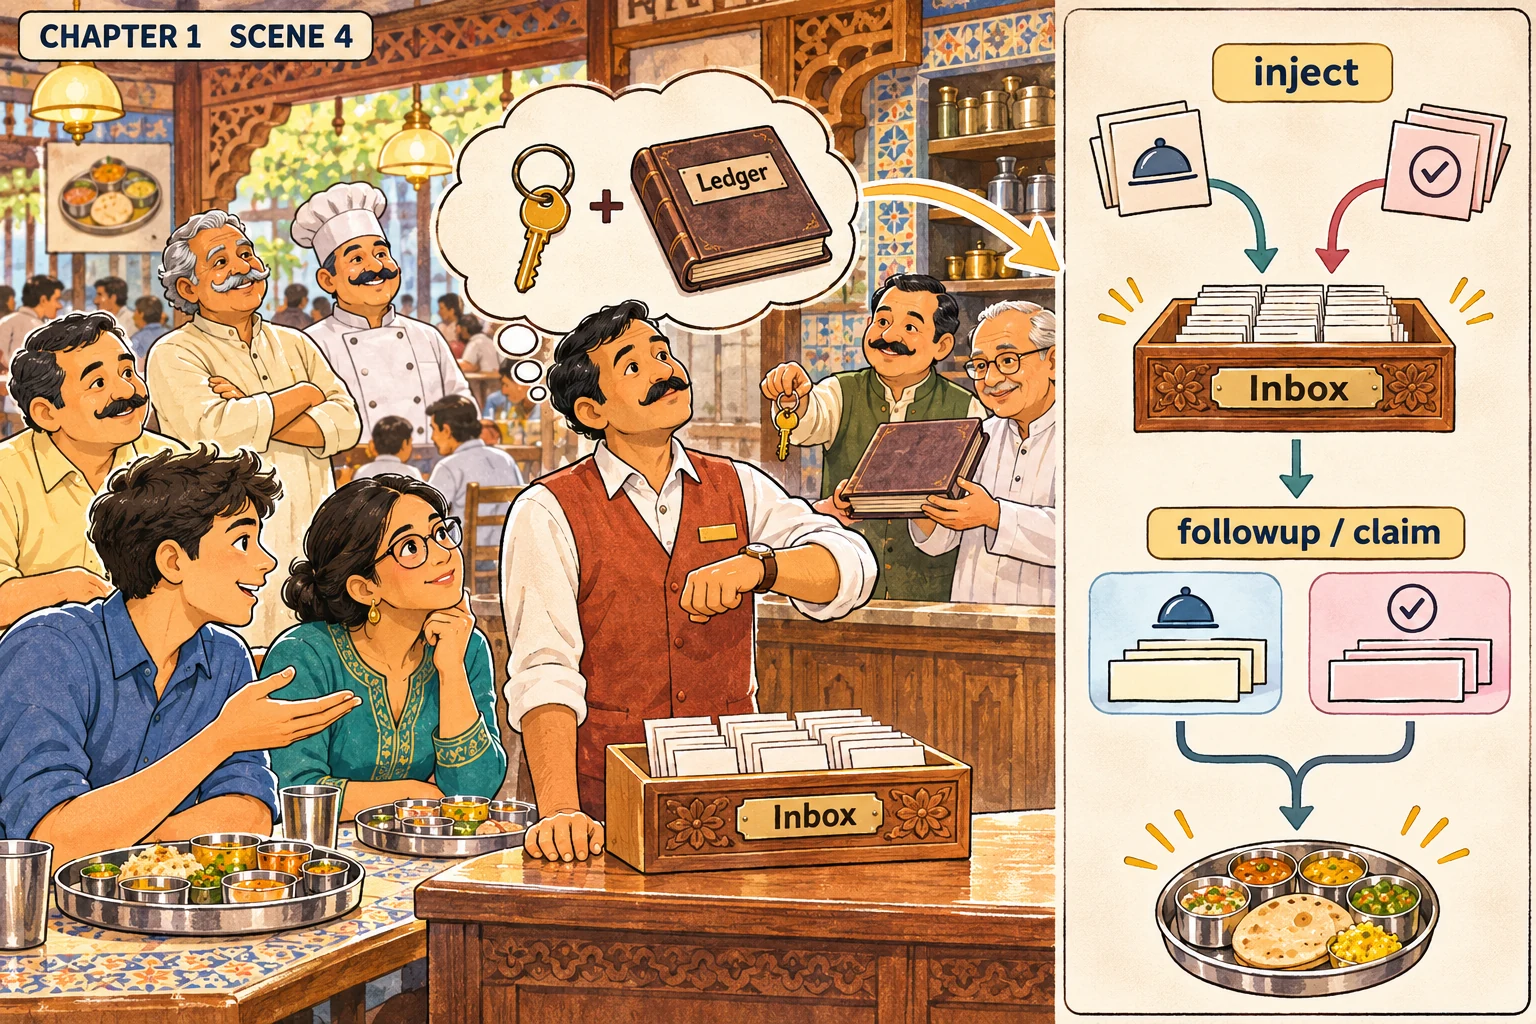 CHAPTER 1 SCENE 4
Ledger
Inbox
inject
Inbox
followup / claim